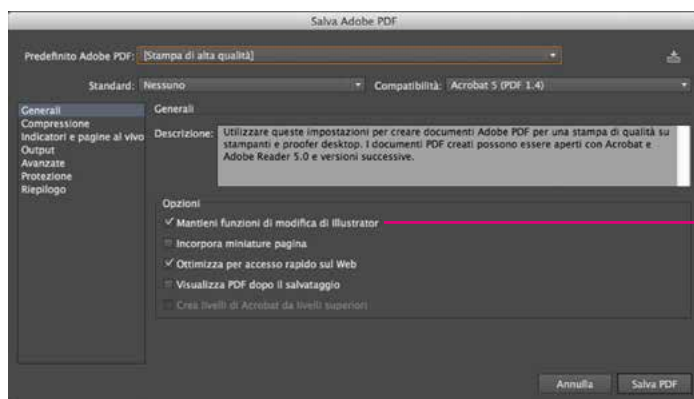 Salva Adobe PDF
Predefinito Adobe PDF: [Stampa di alta qualità]
Standard: Nessuno Compatibilità: Acrobat 5 (PDF 1.4)
Generali
Compressione
Indicatori e pagine al vivo
Output
Avanzate
Protezione
Riepilogo
Generali
Descrizione: Utilizzare queste impostazioni per creare documenti Adobe PDF per una stampa di qualità su
stampanti e proofer desktop. I documenti PDF creati possono essere aperti con Acrobat e
Adobe Reader 5.0 e versioni successive.
Opzioni
Mantieni funzioni di modifica di Illustrator
Incorpora miniature pagina
Ottimizza per accesso rapido sul Web
Visualizza PDF dopo il salvataggio
Crea livelli di Acrobat da livelli superiori
Annulla Salva PDF